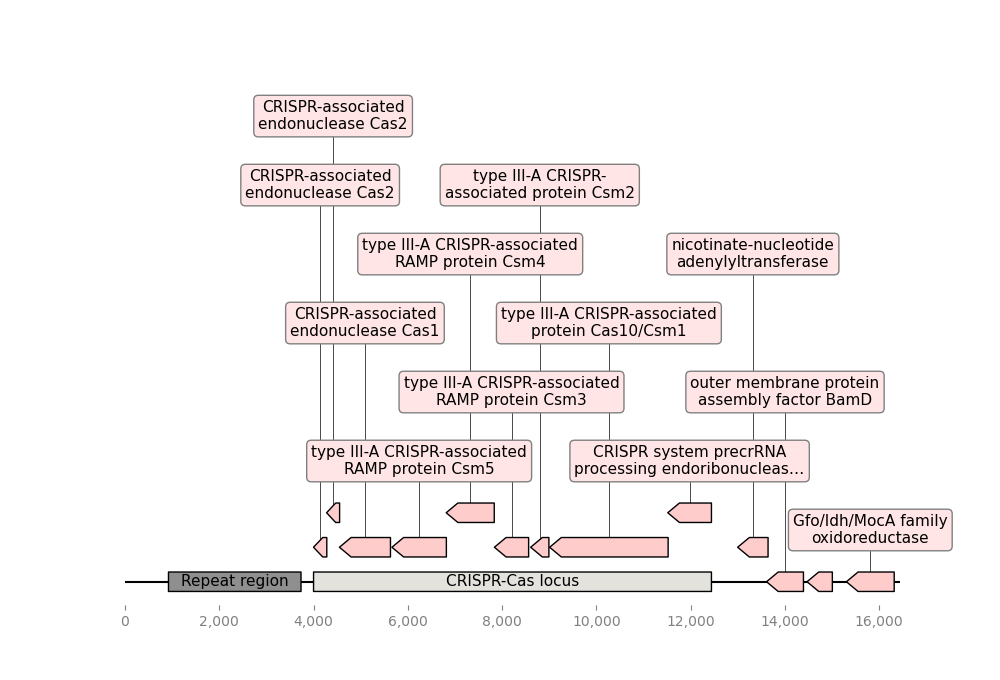 CRISPR-associated
endonuclease Cas2
CRISPR-associated
endonuclease Cas2
type III-A CRISPR-
associated protein Csm2
type III-A CRISPR-associated
RAMP protein Csm4
nicotinate-nucleotide
adenylyltransferase
CRISPR-associated
endonuclease Cas1
type III-A CRISPR-associated
protein Cas10/Csm1
type III-A CRISPR-associated
RAMP protein Csm3
outer membrane protein
assembly factor BamD
type III-A CRISPR-associated
RAMP protein Csm5
CRISPR system precrRNA
processing endoribonucleas…
Gfo/Idh/MocA family
oxidoreductase
Repeat region
CRISPR-Cas locus
0 2,000 4,000 6,000 8,000 10,000 12,000 14,000 16,000